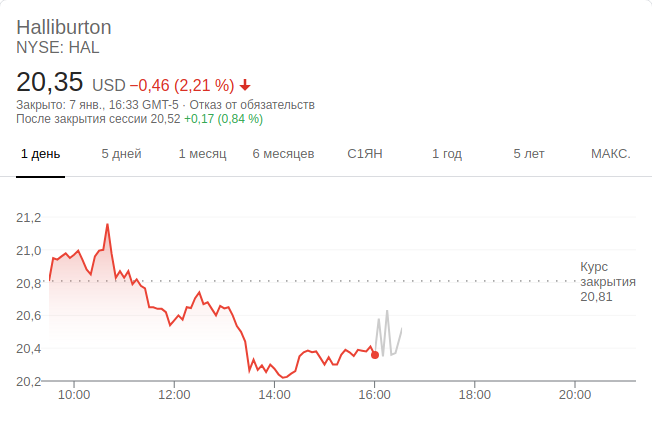 Halliburton
NYSE: HAL
20,35 USD −0,46 (2,21 %)
Закрыто: 7 янв., 16:33 GMT-5 · Отказ от обязательств
После закрытия сессии 20,52 +0,17 (0,84 %)
1 день 5 дней 1 месяц 6 месяцев С1ЯН 1 год 5 лет МАКС.
21,2
21,0
Курс
закрытия
20,81
20,8
20,6
20,4
20,2
10:00 12:00 14:00 16:00 18:00 20:00